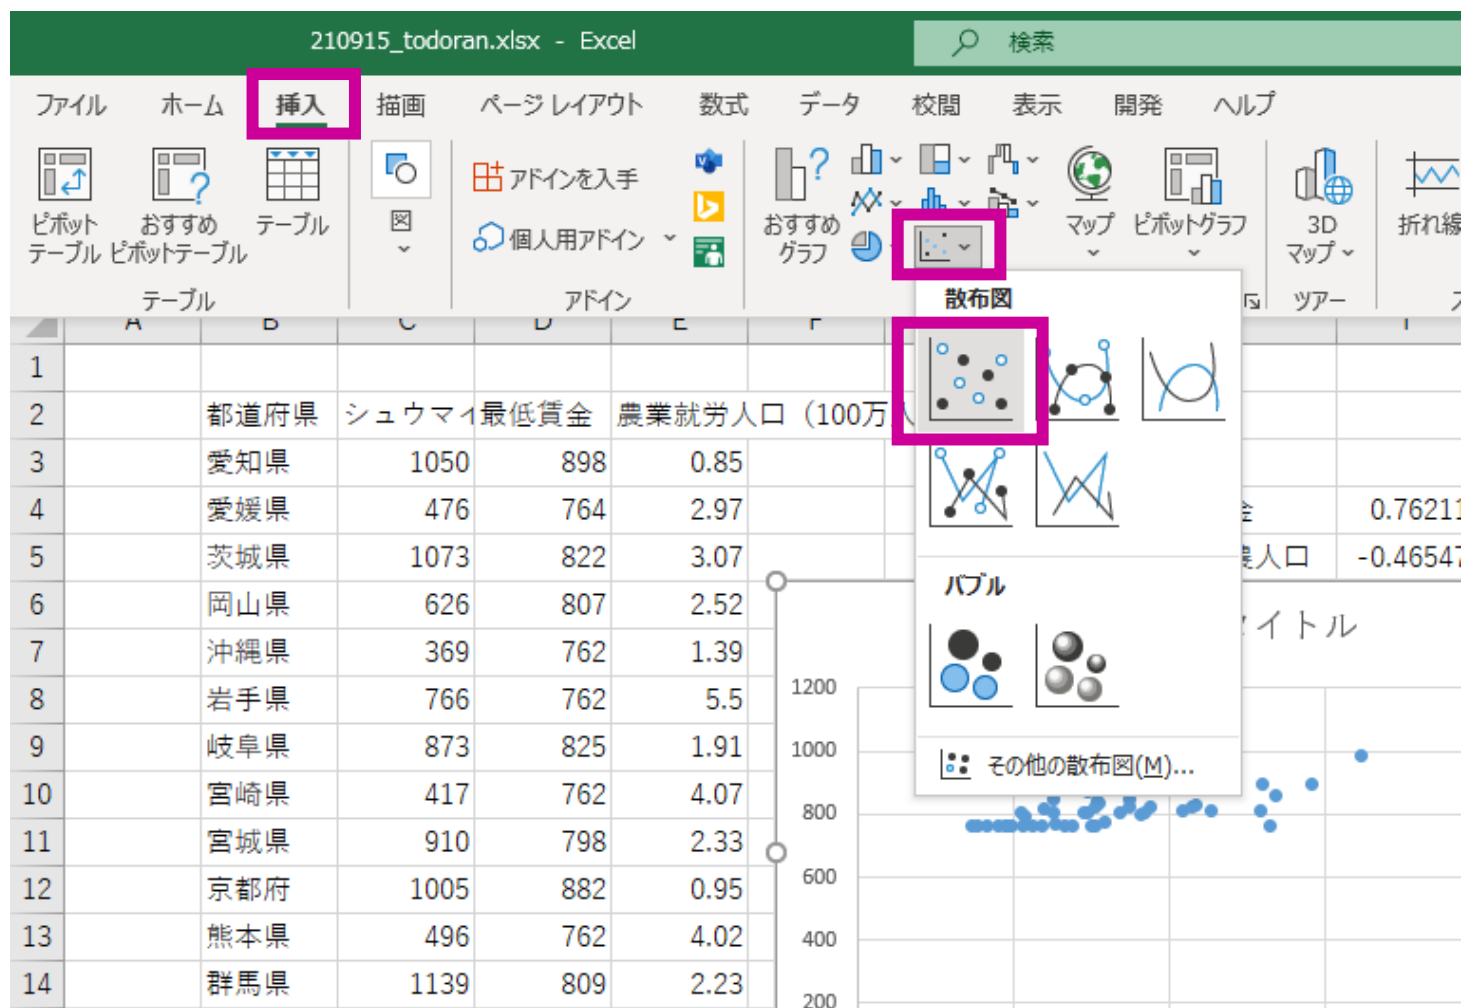 210915_todoran.xlsx - Excel
検索
ファイル ホーム 挿入 描画 ページ レイアウト 数式 データ 校閲 表示 開発 ヘルプ
ピボット
テーブル
おすすめ
ピボットテーブル
テーブル
図
アドインを入手
個人用アドイン
おすすめ
グラフ
マップ
ピボットグラフ
3D
マップ
折れ線
テーブル
アドイン
ツアー
散布図
バブル
その他の散布図(M)...
A B C D E F
1
2 都道府県 シュウマイ 最低賃金 農業就労人口（100万人
3 愛知県 1050 898 0.85
4 愛媛県 476 764 2.97 0.76211
5 茨城県 1073 822 3.07 農人口 -0.46547
6 岡山県 626 807 2.52
7 沖縄県 369 762 1.39
8 岩手県 766 762 5.5
9 岐阜県 873 825 1.91
10 宮崎県 417 762 4.07
11 宮城県 910 798 2.33
12 京都府 1005 882 0.95
13 熊本県 496 762 4.02
14 群馬県 1139 809 2.23
タイトル
1200
1000
800
600
400
200